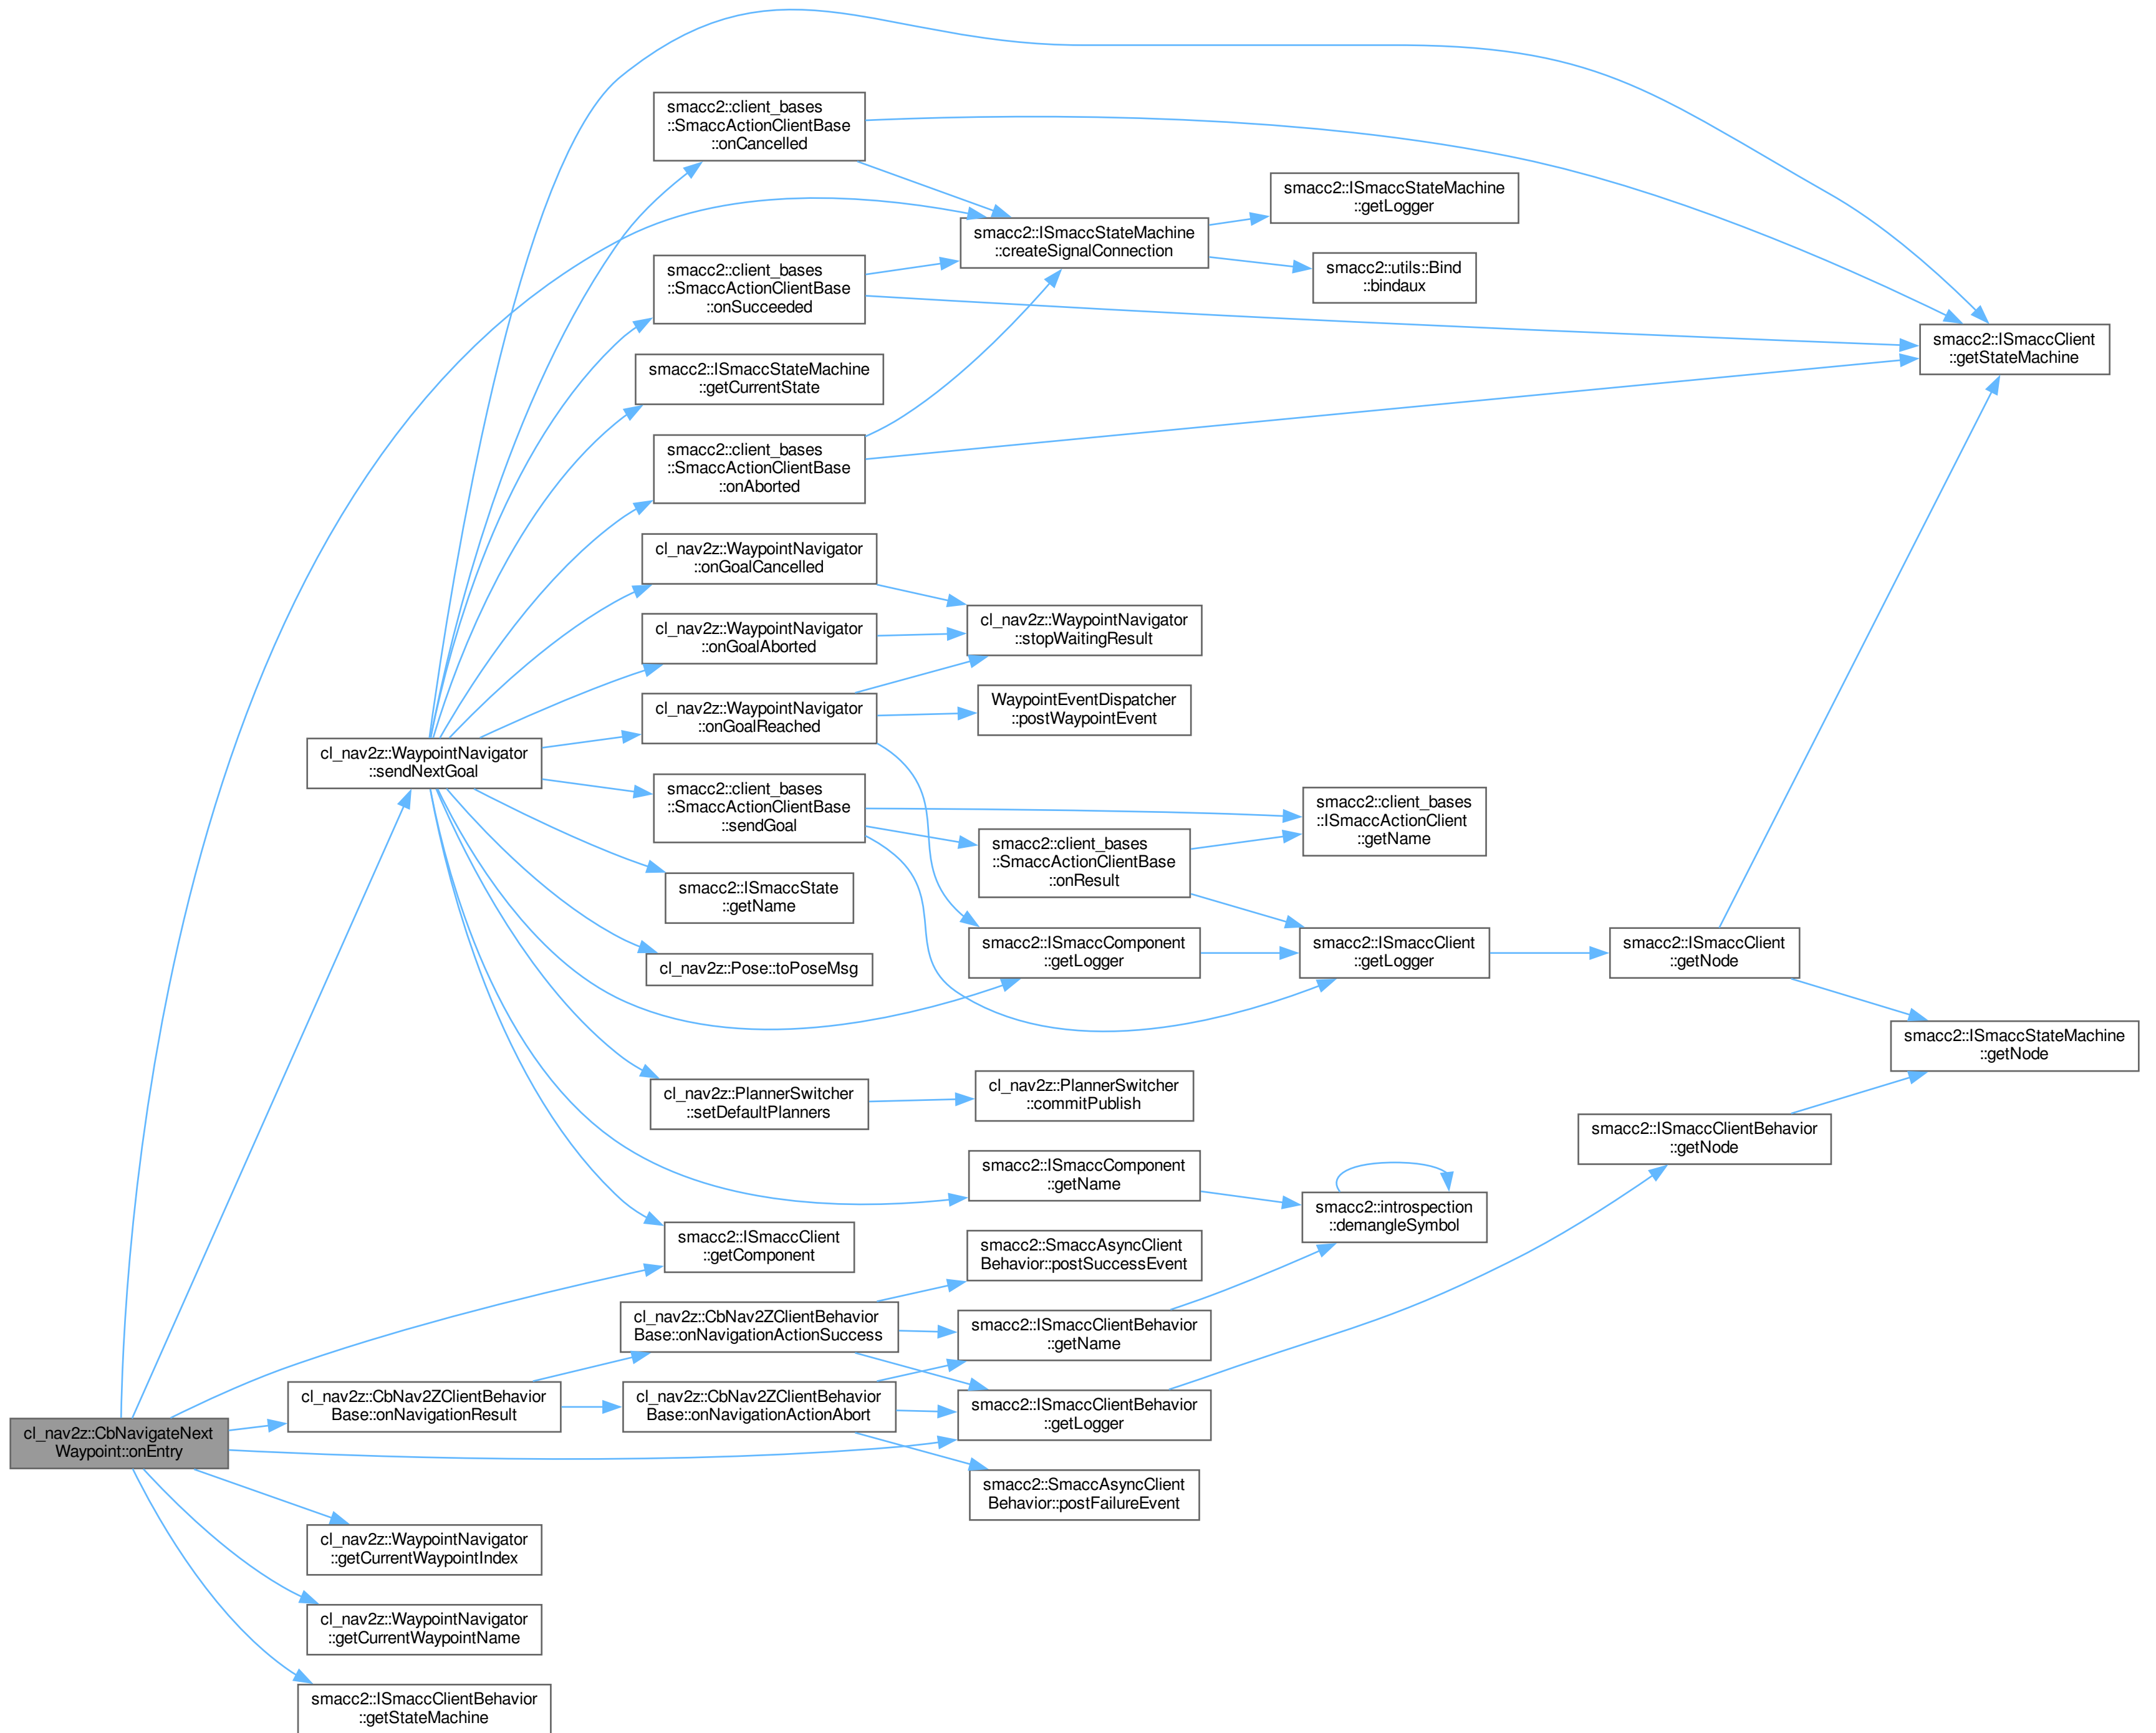 smacc2::client_bases
::SmaccActionClientBase
::onCancelled
smacc2::ISmaccStateMachine
::getLogger
smacc2::ISmaccStateMachine
::createSignalConnection
smacc2::utils::Bind
::bindaux
smacc2::client_bases
::SmaccActionClientBase
::onSucceeded
smacc2::ISmaccClient
::getStateMachine
smacc2::ISmaccStateMachine
::getCurrentState
smacc2::client_bases
::SmaccActionClientBase
::onAborted
cl_nav2z::WaypointNavigator
::onGoalCancelled
cl_nav2z::WaypointNavigator
::onGoalAborted
cl_nav2z::WaypointNavigator
::stopWaitingResult
cl_nav2z::WaypointNavigator
::onGoalReached
WaypointEventDispatcher
::postWaypointEvent
cl_nav2z::WaypointNavigator
::sendNextGoal
smacc2::client_bases
::SmaccActionClientBase
::sendGoal
smacc2::client_bases
::ISmaccActionClient
::getName
smacc2::client_bases
::SmaccActionClientBase
::onResult
smacc2::ISmaccState
::getName
smacc2::ISmaccComponent
::getLogger
smacc2::ISmaccClient
::getLogger
smacc2::ISmaccClient
::getNode
cl_nav2z::Pose::toPoseMsg
smacc2::ISmaccStateMachine
::getNode
cl_nav2z::PlannerSwitcher
::setDefaultPlanners
cl_nav2z::PlannerSwitcher
::commitPublish
smacc2::ISmaccClientBehavior
::getNode
smacc2::ISmaccComponent
::getName
smacc2::introspection
::demangleSymbol
smacc2::ISmaccClient
::getComponent
smacc2::SmaccAsyncClient
Behavior::postSuccessEvent
cl_nav2z::CbNav2ZClientBehavior
Base::onNavigationActionSuccess
smacc2::ISmaccClientBehavior
::getName
cl_nav2z::CbNav2ZClientBehavior
Base::onNavigationResult
cl_nav2z::CbNav2ZClientBehavior
Base::onNavigationActionAbort
smacc2::ISmaccClientBehavior
::getLogger
cl_nav2z::CbNavigateNext
Waypoint::onEntry
smacc2::SmaccAsyncClient
Behavior::postFailureEvent
cl_nav2z::WaypointNavigator
::getCurrentWaypointIndex
cl_nav2z::WaypointNavigator
::getCurrentWaypointName
smacc2::ISmaccClientBehavior
::getStateMachine